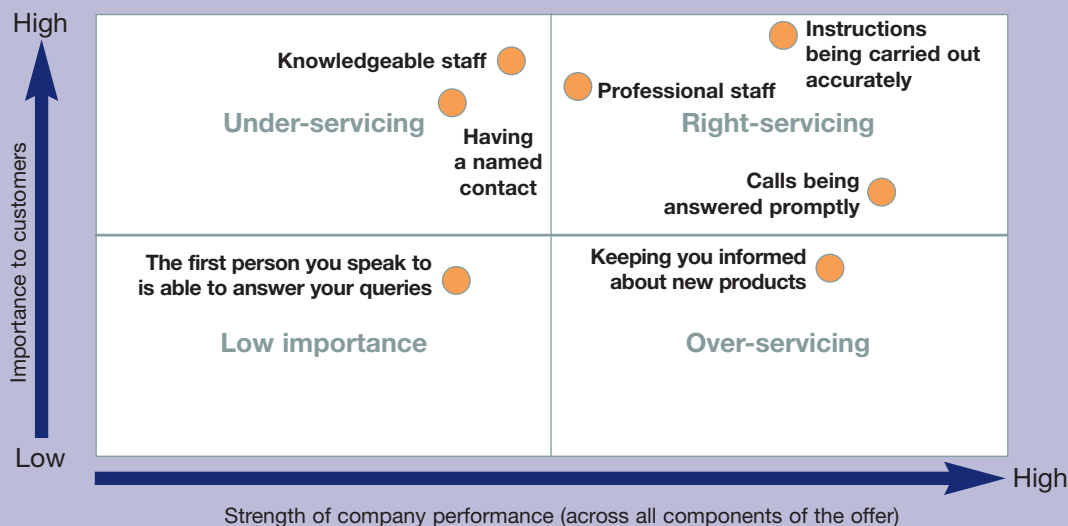 High
Importance to customers
Low
Knowledgeable staff
Under-servicing
Having
a named
contact
Instructions
being carried out
accurately
Professional staff
Right-servicing
Calls being
answered promptly
The first person you speak to
is able to answer your queries
Low importance
Keeping you informed
about new products
Over-servicing
High
Strength of company performance (across all components of the offer)